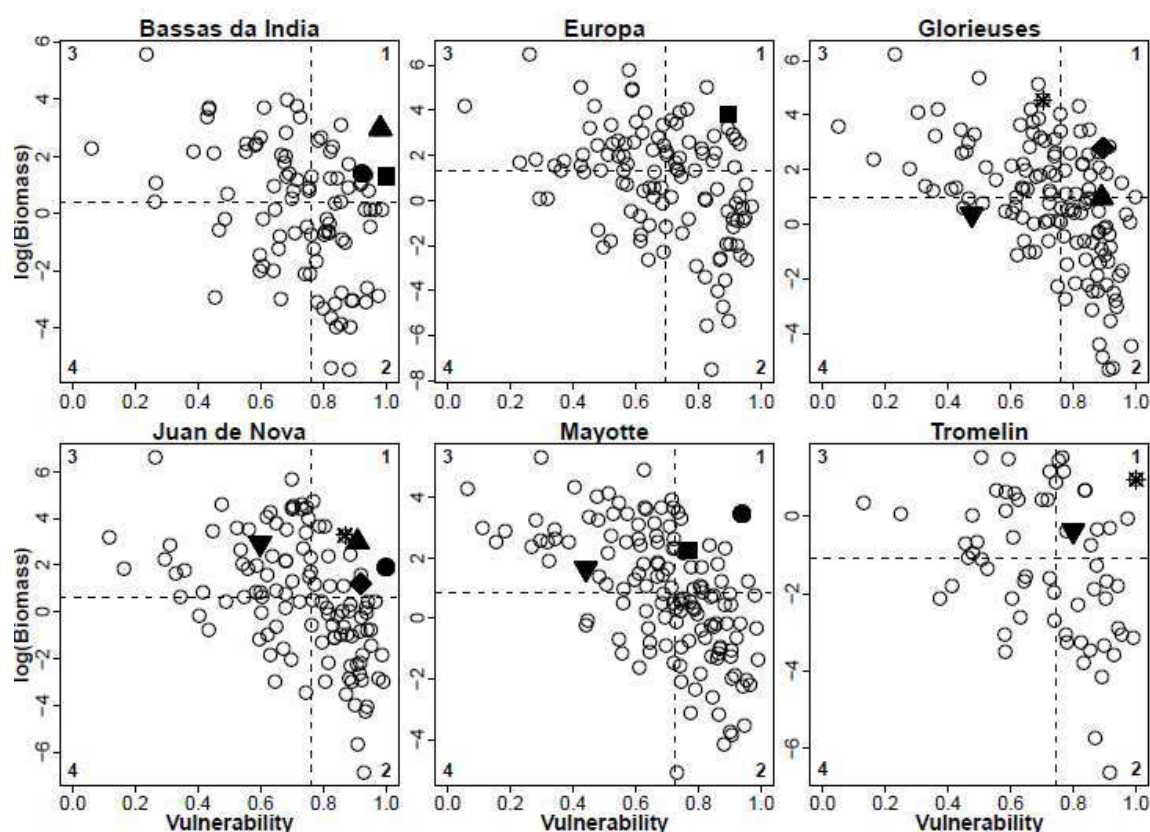 Bassas da India Europa Glorieuses
6 3 1 6 3 1 6 3 1
4 4 4
2 2 2
0 0 0
log(Biomass)
−2 −2 −2
−4 −4 −4
−6
−8
4 2 4 2 4 2
0.0 0.2 0.4 0.6 0.8 1.0 0.0 0.2 0.4 0.6 0.8 1.0 0.0 0.2 0.4 0.6 0.8 1.0
Juan de Nova Mayotte Tromelin
3 1 3 1 3 1
6
4 4
2 2
0 0 0
log(Biomass)
−2 −2 −2
−4 −4 −4
−6 −6
4 2 4 2 4 2
0.0 0.2 0.4 0.6 0.8 1.0 0.0 0.2 0.4 0.6 0.8 1.0 0.0 0.2 0.4 0.6 0.8 1.0
Vulnerability Vulnerability Vulnerability